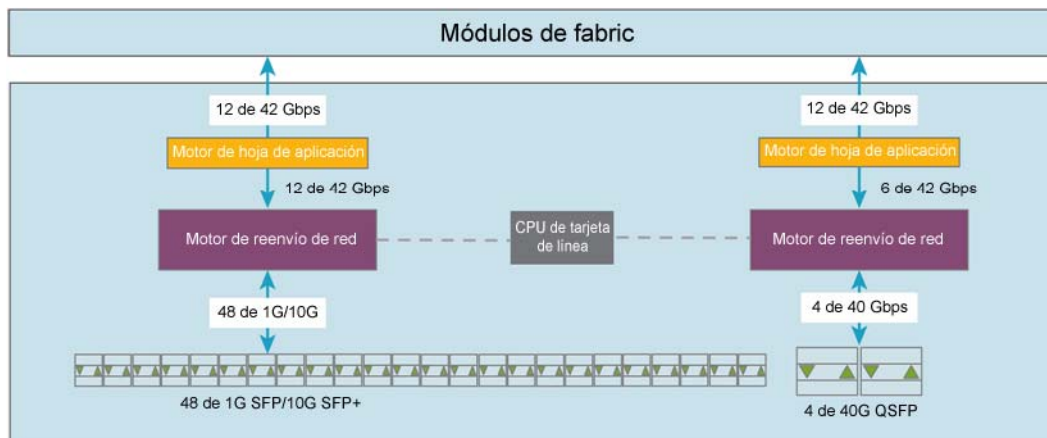 Módulos de fabric
12 de 42 Gbps
12 de 42 Gbps
Motor de hoja de aplicación
Motor de hoja de aplicación
12 de 42 Gbps
6 de 42 Gbps
Motor de reenvío de red
CPU de tarjeta
de línea
Motor de reenvío de red
48 de 1G/10G
4 de 40 Gbps
48 de 1G SFP/10G SFP+
4 de 40G QSFP